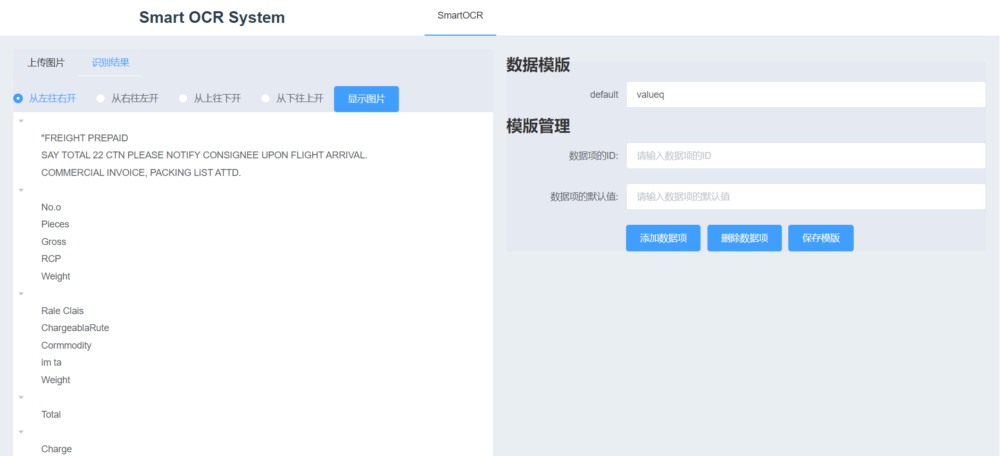 Smart OCR System
SmartOCR
上传图片
识别结果
从左往右开
从右往左开
从上往下开
从下往上开
显示图片
"FREIGHT PREPAID
SAY TOTAL 22 CTN PLEASE NOTIFY CONSIGNEE UPON FLIGHT ARRIVAL.
COMMERCIAL INVOICE, PACKING LiST ATTD.
No.o
Pieces
Gross
RCP
Weight
Rale Clais
ChargeablaRute
Cormmodity
im ta
Weight
Total
Charge
数据模版
default
valueq
模版管理
数据项的ID:
请输入数据项的ID
数据项的默认值:
请输入数据项的默认值
添加数据项
删除数据项
保存模版